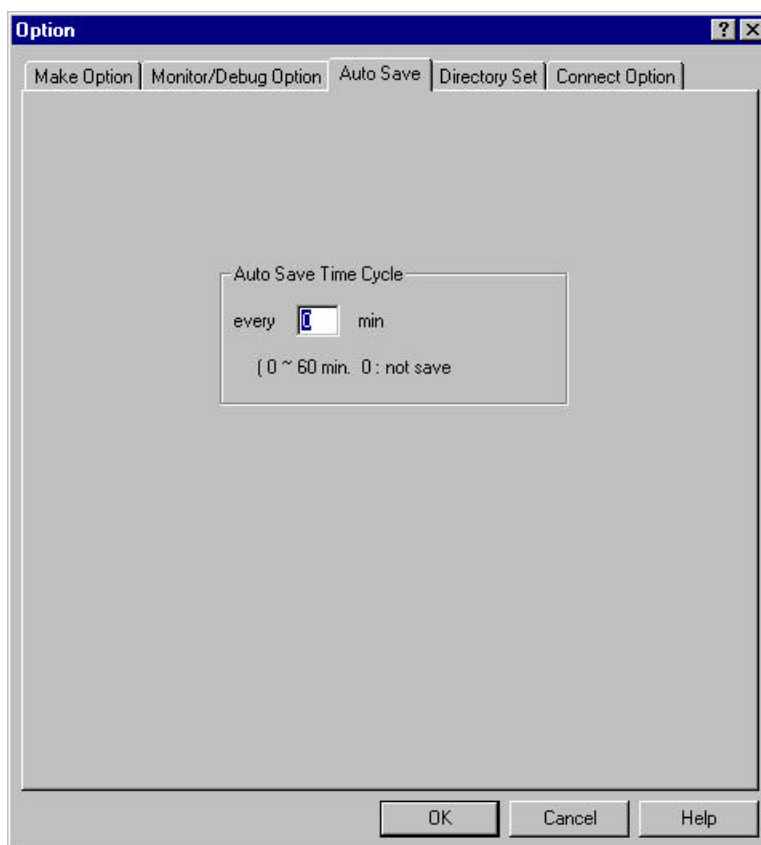 Option
Make Option Monitor/Debug Option Auto Save Directory Set Connect Option
Auto Save Time Cycle
every 0 min
( 0 ~ 60 min. 0 : not save
OK Cancel Help